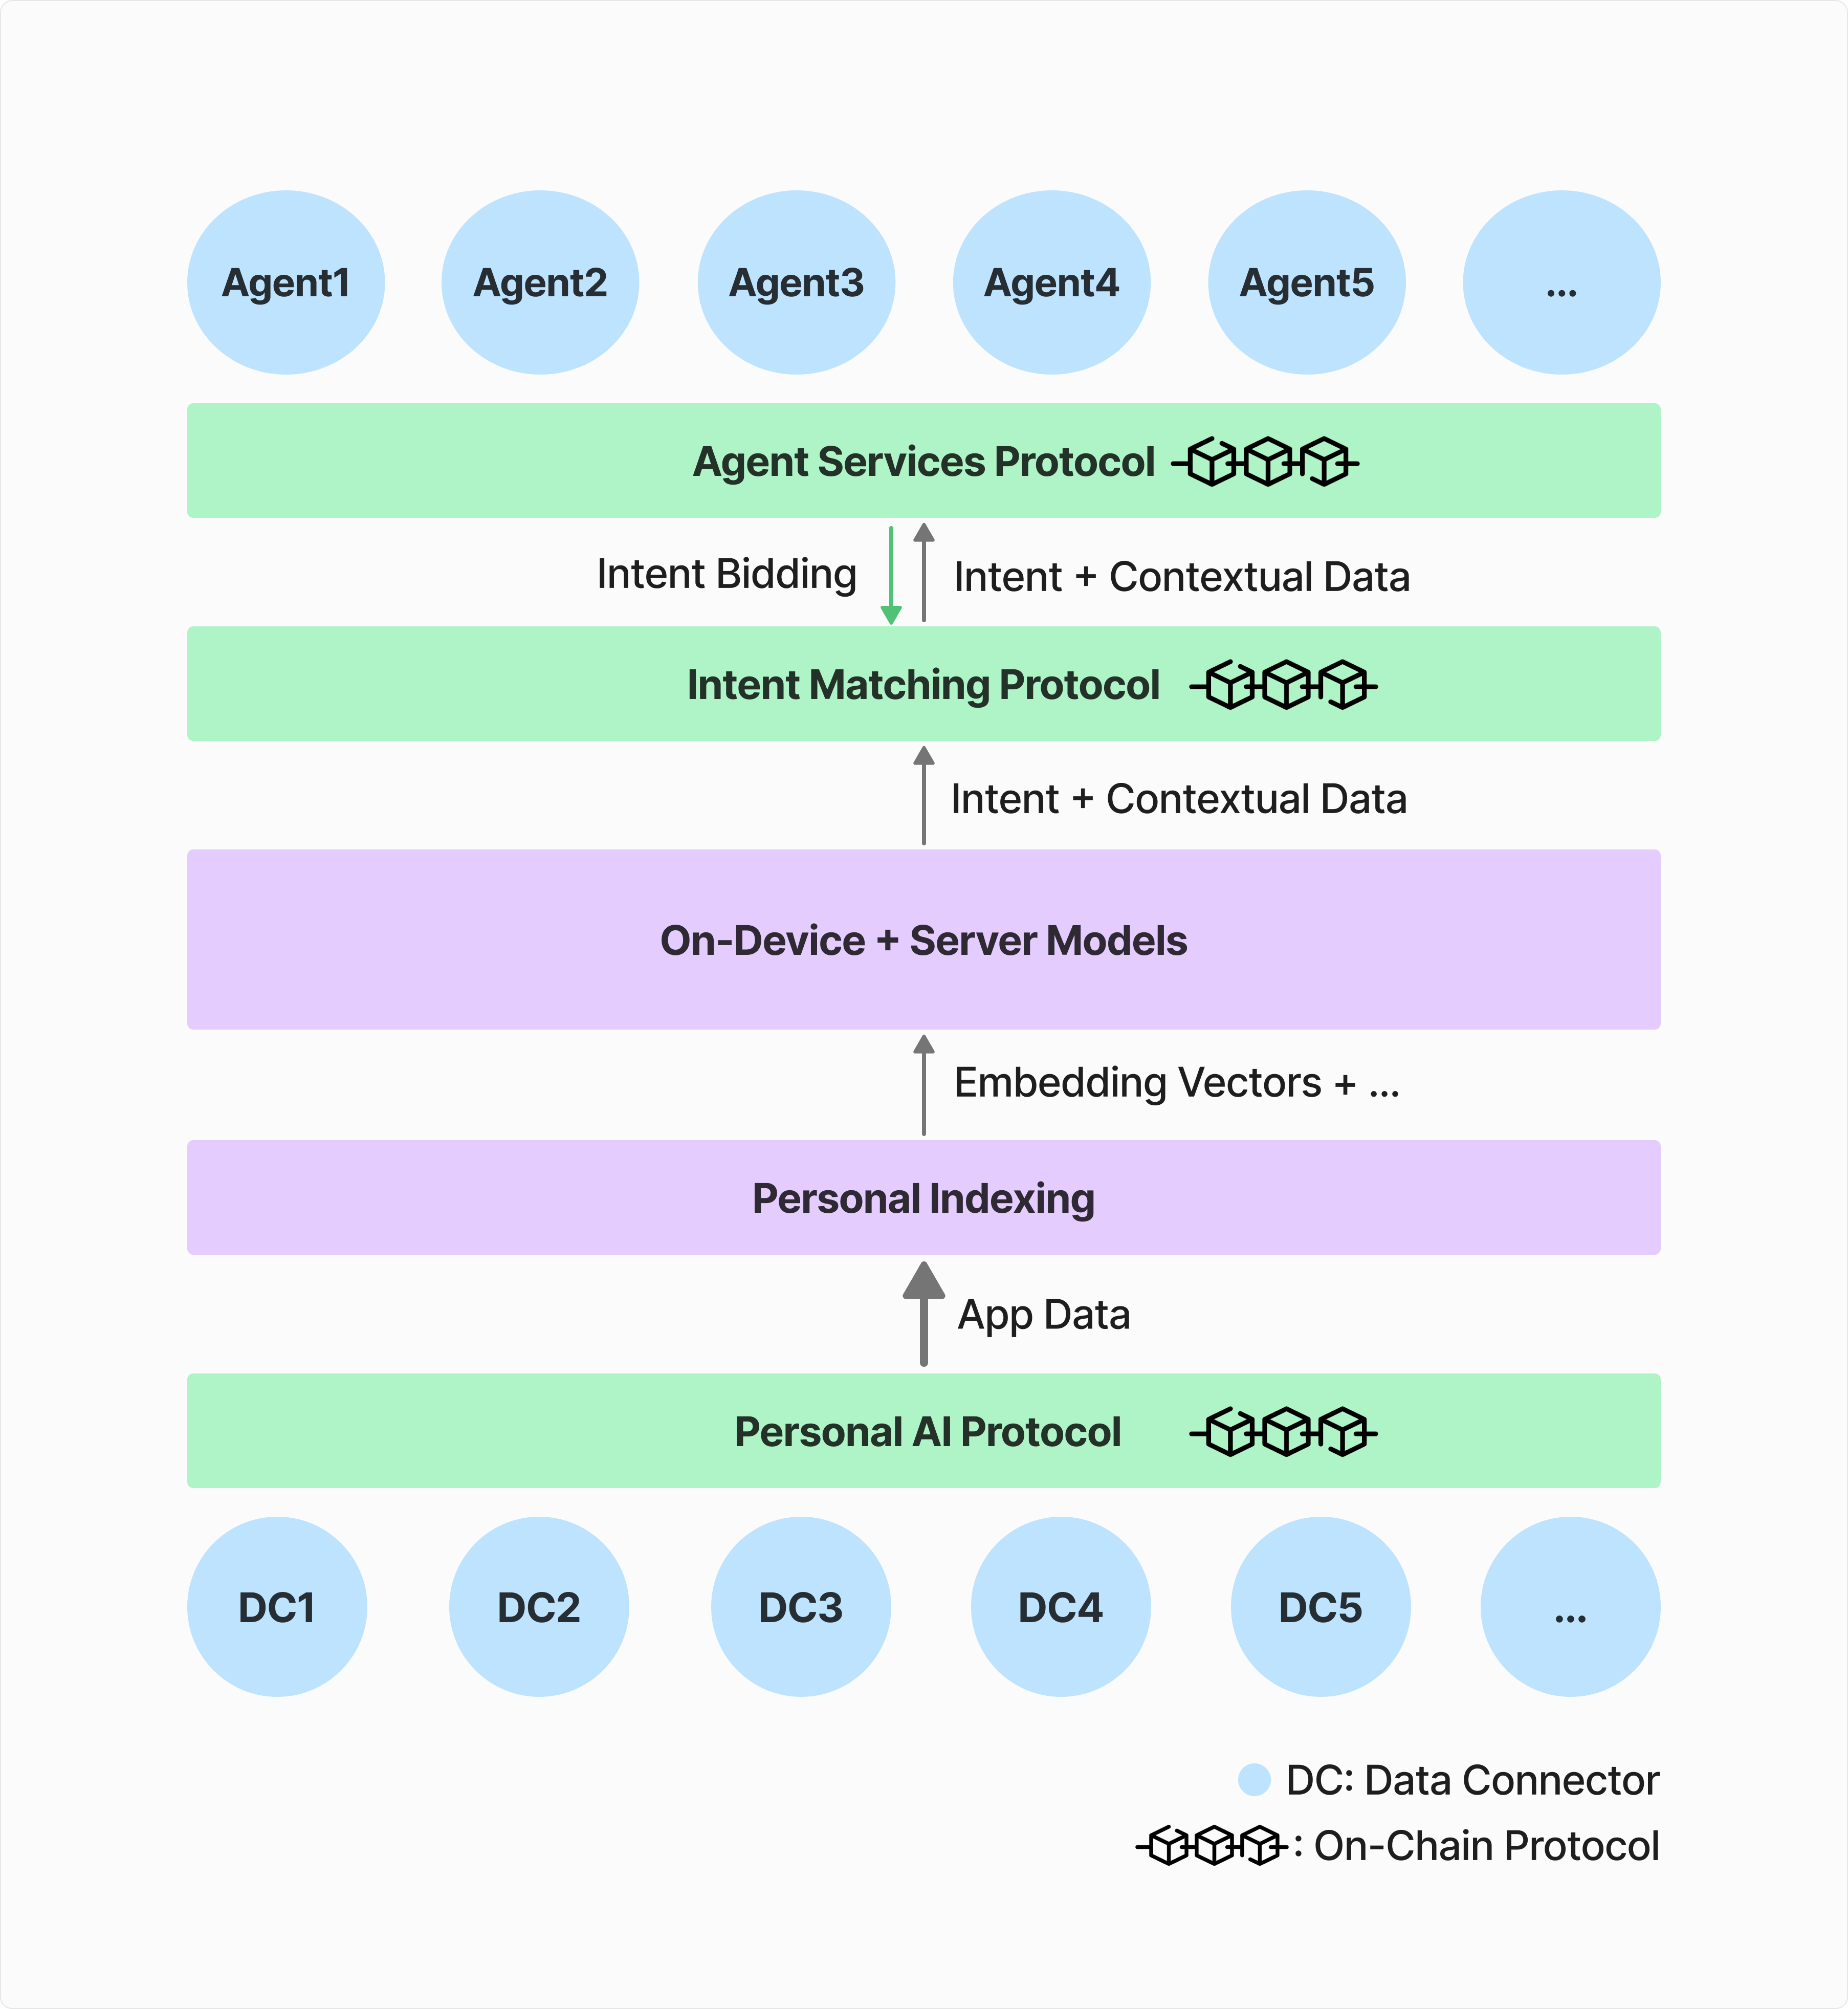 Agent1
Agent2
Agent3
Agent4
Agent5
...
Agent Services Protocol
Intent Bidding
Intent + Contextual Data
Intent Matching Protocol
Intent + Contextual Data
On-Device + Server Models
Embedding Vectors + ...
Personal Indexing
App Data
Personal AI Protocol
DC1
DC2
DC3
DC4
DC5
...
DC: Data Connector
: On-Chain Protocol